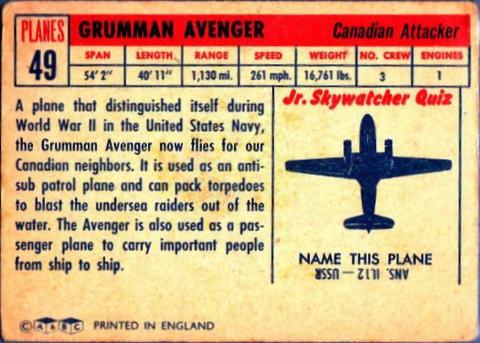 PLANES
49
GRUMMAN AVENGER
Canadian Attacker
SPAN LENGTH RANGE SPEED WEIGHT NO. CREW ENGINES
54' 2" 40' 11" 1,130 mi. 261 mph. 16,761 lbs. 3 1
A plane that distinguished itself during
World War II in the United States Navy,
the Grumman Avenger now flies for our
Canadian neighbors. It is used as an anti-
sub patrol plane and can pack torpedoes
to blast the undersea raiders out of the
water. The Avenger is also used as a pas-
senger plane to carry important people
from ship to ship.
Jr. Skywatcher Quiz
NAME THIS PLANE
ANS. IL12—
USSR
© A&BC PRINTED IN ENGLAND